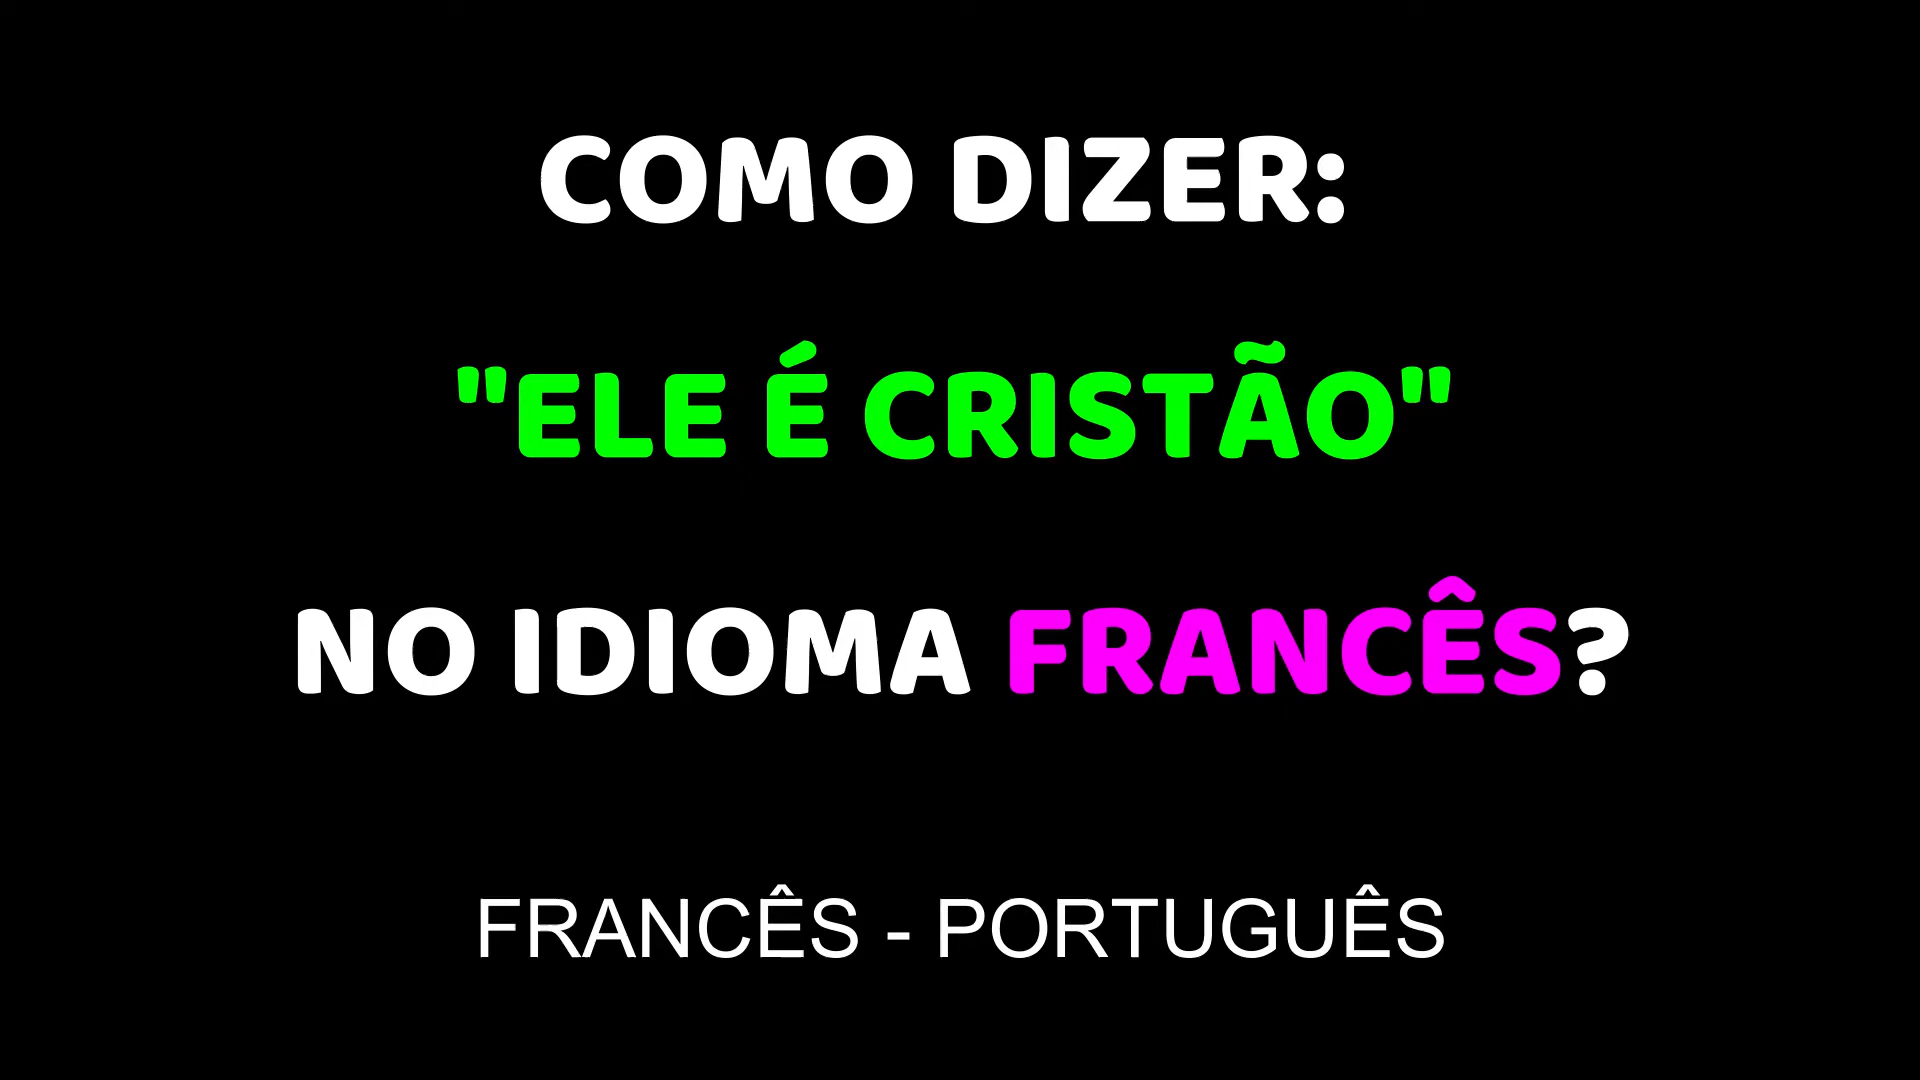 COMO DIZER:
"ELE É CRISTÃO"
NO IDIOMA FRANCÊS?
FRANCÊS - PORTUGUÊS